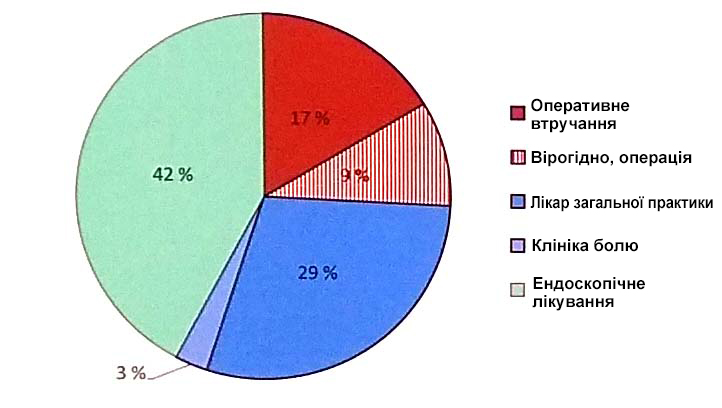 17 %
9 %
42 %
29 %
3 %
Оперативне
втручання
Вірогідно, операція
Лікар загальної практики
Клініка болю
Ендоскопічне
лікування